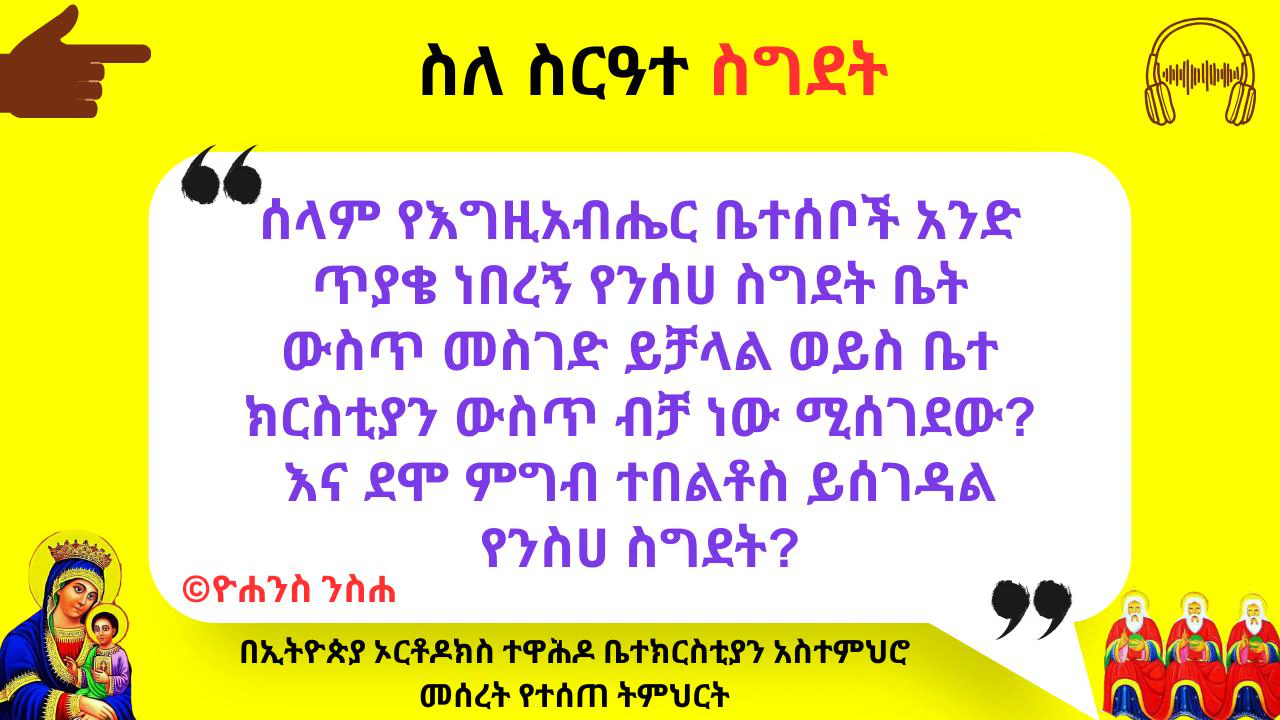 ስለ ስርዓተ ስግደት
ሰላም የእግዚአብሔር ቤተሰቦች አንድ
ጥያቄ ነበረኝ የንሰሀ ስግደት ቤት
ውስጥ መስገድ ይቻላል ወይስ ቤተ
ክርስቲያን ውስጥ ብቻ ነው ሚሰገደው?
እና ደሞ ምግብ ተበልቶስ ይሰገዳል
የንስሀ ስግደት?
©ዮሐንስ ንስሐ
በኢትዮጵያ ኦርቶዶክስ ተዋሕዶ ቤተክርስቲያን አስተምህሮ
መሰረት የተሰጠ ትምህርት